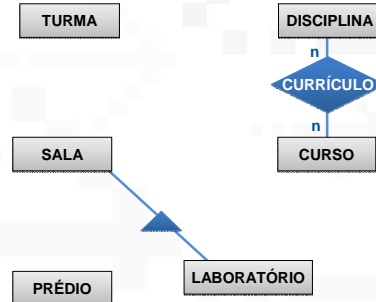 TURMA
DISCIPLINA
n
CURRÍCULO
n
SALA
CURSO
LABORATÓRIO
PRÉDIO